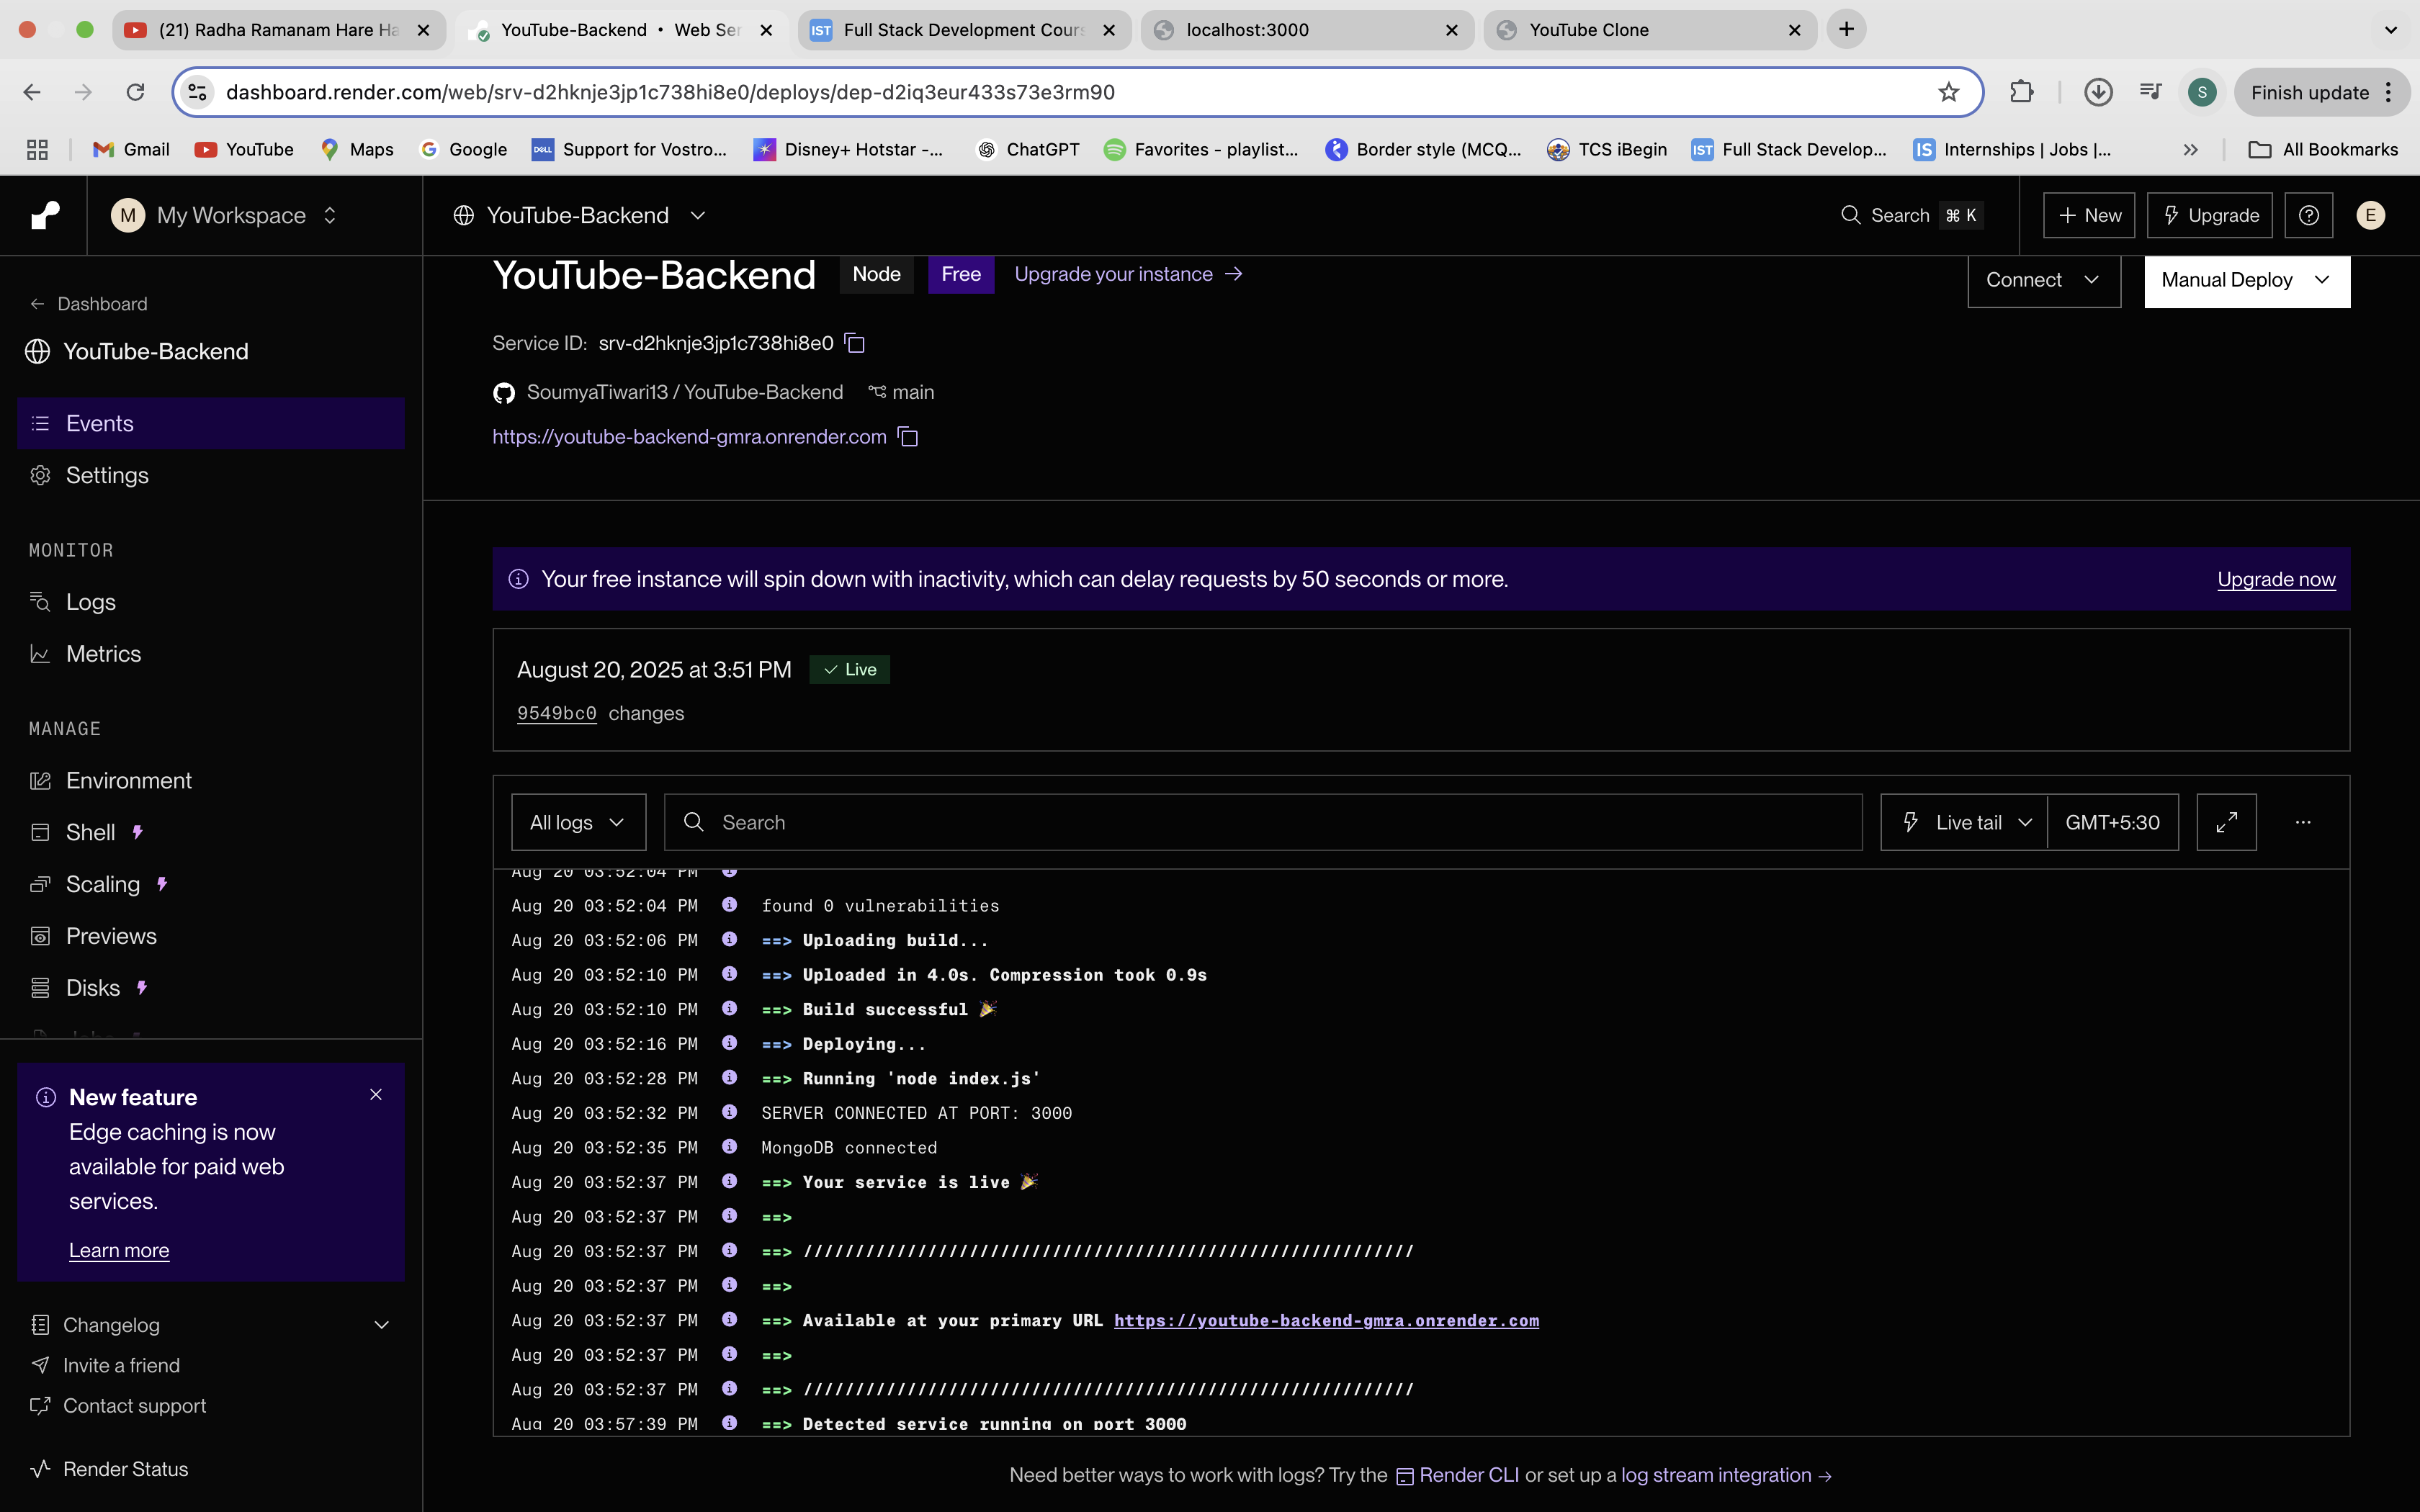 (21) Radha Ramanam Hare Ha
YouTube-Backend • Web Ser
IST Full Stack Development Cours
localhost:3000
YouTube Clone
dashboard.render.com/web/srv-d2hknje3jp1c738hi8e0/deploys/dep-d2iq3eur433s73e3rm90
S
Finish update
Gmail
YouTube
Maps
Google
DELL Support for Vostro...
Disney+ Hotstar -...
ChatGPT
Favorites - playlist...
Border style (MCQ...
TCS iBegin
IST Full Stack Develop...
IS Internships | Jobs |...
All Bookmarks
M My Workspace
YouTube-Backend
Search ⌘ K
+ New
Upgrade
E
← Dashboard
YouTube-Backend
Events
Settings
MONITOR
Logs
Metrics
MANAGE
Environment
Shell
Scaling
Previews
Disks
New feature
Edge caching is now
available for paid web
services.
Learn more
Changelog
Invite a friend
Contact support
Render Status
YouTube-Backend Node Free Upgrade your instance →
Connect
Manual Deploy
Service ID: srv-d2hknje3jp1c738hi8e0
SoumyaTiwari13 / YouTube-Backend main
https://youtube-backend-gmra.onrender.com
Your free instance will spin down with inactivity, which can delay requests by 50 seconds or more.
Upgrade now
August 20, 2025 at 3:51 PM ✓ Live
9549bc0 changes
All logs
Search
Live tail
GMT+5:30
...
Aug 20 03:52:04 PM
Aug 20 03:52:04 PM found 0 vulnerabilities
Aug 20 03:52:06 PM ==> Uploading build...
Aug 20 03:52:10 PM ==> Uploaded in 4.0s. Compression took 0.9s
Aug 20 03:52:10 PM ==> Build successful 🎉
Aug 20 03:52:16 PM ==> Deploying...
Aug 20 03:52:28 PM ==> Running 'node index.js'
Aug 20 03:52:32 PM SERVER CONNECTED AT PORT: 3000
Aug 20 03:52:35 PM MongoDB connected
Aug 20 03:52:37 PM ==> Your service is live 🎉
Aug 20 03:52:37 PM ==>
Aug 20 03:52:37 PM ==> ///////////////////////////////////////////////////////////
Aug 20 03:52:37 PM ==>
Aug 20 03:52:37 PM ==> Available at your primary URL https://youtube-backend-gmra.onrender.com
Aug 20 03:52:37 PM ==>
Aug 20 03:52:37 PM ==> ///////////////////////////////////////////////////////////
Aug 20 03:57:39 PM ==> Detected service running on port 3000
Need better ways to work with logs? Try the Render CLI or set up a log stream integration →